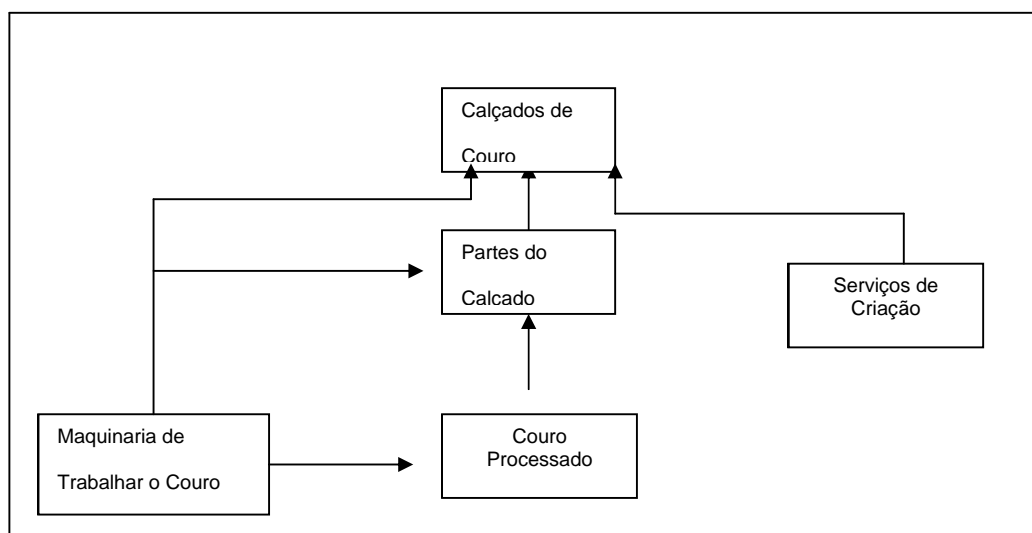 Calçados de
Couro
Partes do
Calcado
Serviços de
Criação
Maquinaria de
Trabalhar o Couro
Couro
Processado